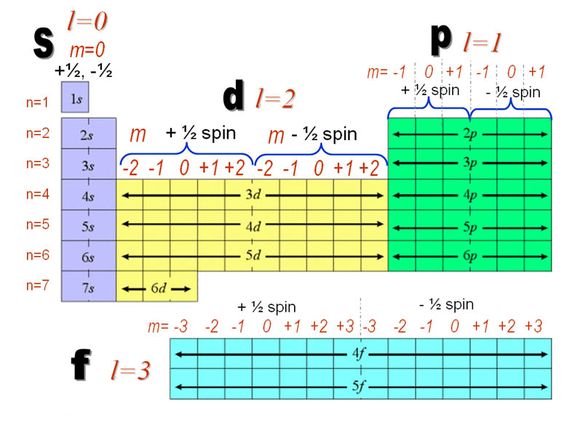 s l=0
m=0
+½, -½
p l=1
m= -1 0 +1 -1 0 +1
+ ½ spin - ½ spin
n=1 1s
d l=2
n=2 2s
m + ½ spin m - ½ spin
2p
n=3 3s
-2 -1 0 +1 +2 -2 -1 0 +1 +2
3p
n=4 4s 3d 4p
n=5 5s 4d 5p
n=6 6s 5d 6p
n=7 7s 6d
+ ½ spin - ½ spin
m= -3 -2 -1 0 +1 +2 +3 -3 -2 -1 0 +1 +2 +3
f l=3
4f
5f